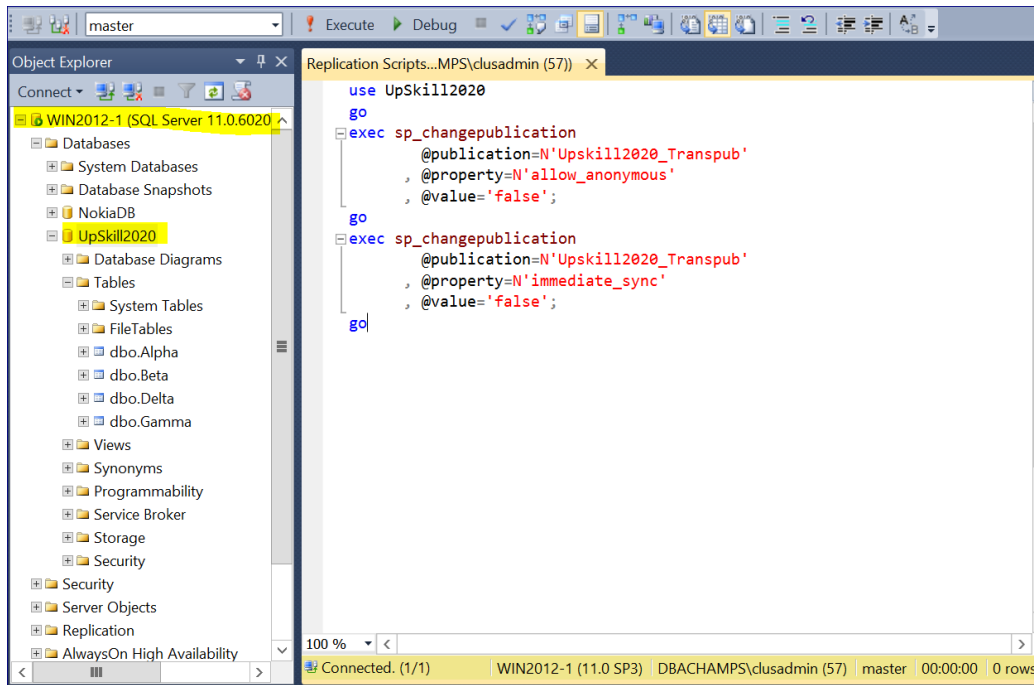 master
Execute
Debug
Object Explorer
Connect
WIN2012-1 (SQL Server 11.0.6020
Databases
System Databases
Database Snapshots
NokiaDB
UpSkill2020
Database Diagrams
Tables
System Tables
FileTables
dbo.Alpha
dbo.Beta
dbo.Delta
dbo.Gamma
Views
Synonyms
Programmability
Service Broker
Storage
Security
Security
Server Objects
Replication
AlwaysOn High Availability
Replication Scripts...MPS\clusadmin (57))
use UpSkill2020
go
exec sp_changepublication
@publication=N'Upskill2020_Transpub'
, @property=N'allow_anonymous'
, @value='false';
go
exec sp_changepublication
@publication=N'Upskill2020_Transpub'
, @property=N'immediate_sync'
, @value='false';
go
100 %
Connected. (1/1)
WIN2012-1 (11.0 SP3)
DBACHAMPS\clusadmin (57)
master
00:00:00
0 rows